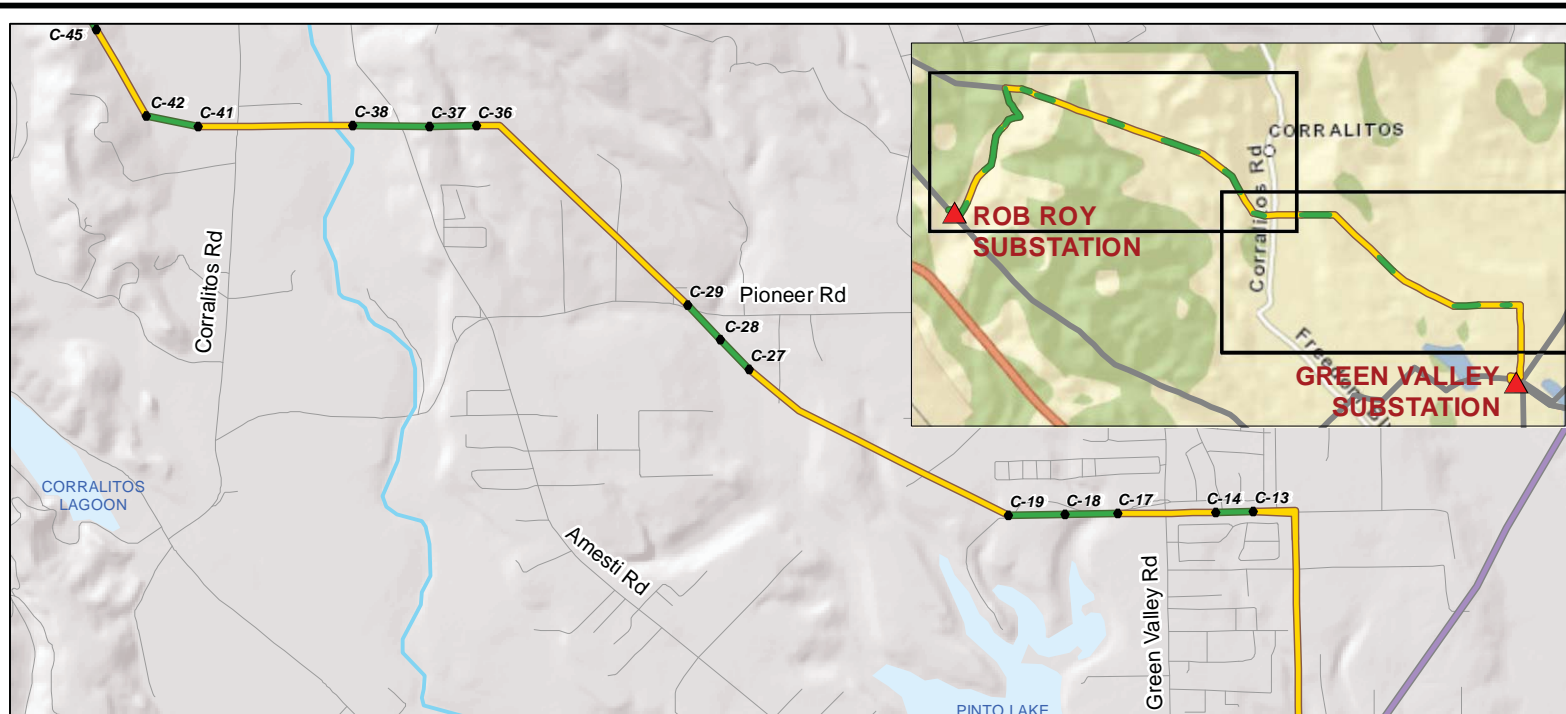 C-45
C-42
C-41
C-38
C-37
C-36
CORRALITOS
Corralitos Rd
ROB ROY
SUBSTATION
Corralitos Rd
C-29
Pioneer Rd
C-28
C-27
GREEN VALLEY
SUBSTATION
CORRALITOS
LAGOON
C-19
C-18
C-17
C-14
C-13
Amesti Rd
Green Valley Rd
PINTO LAKE